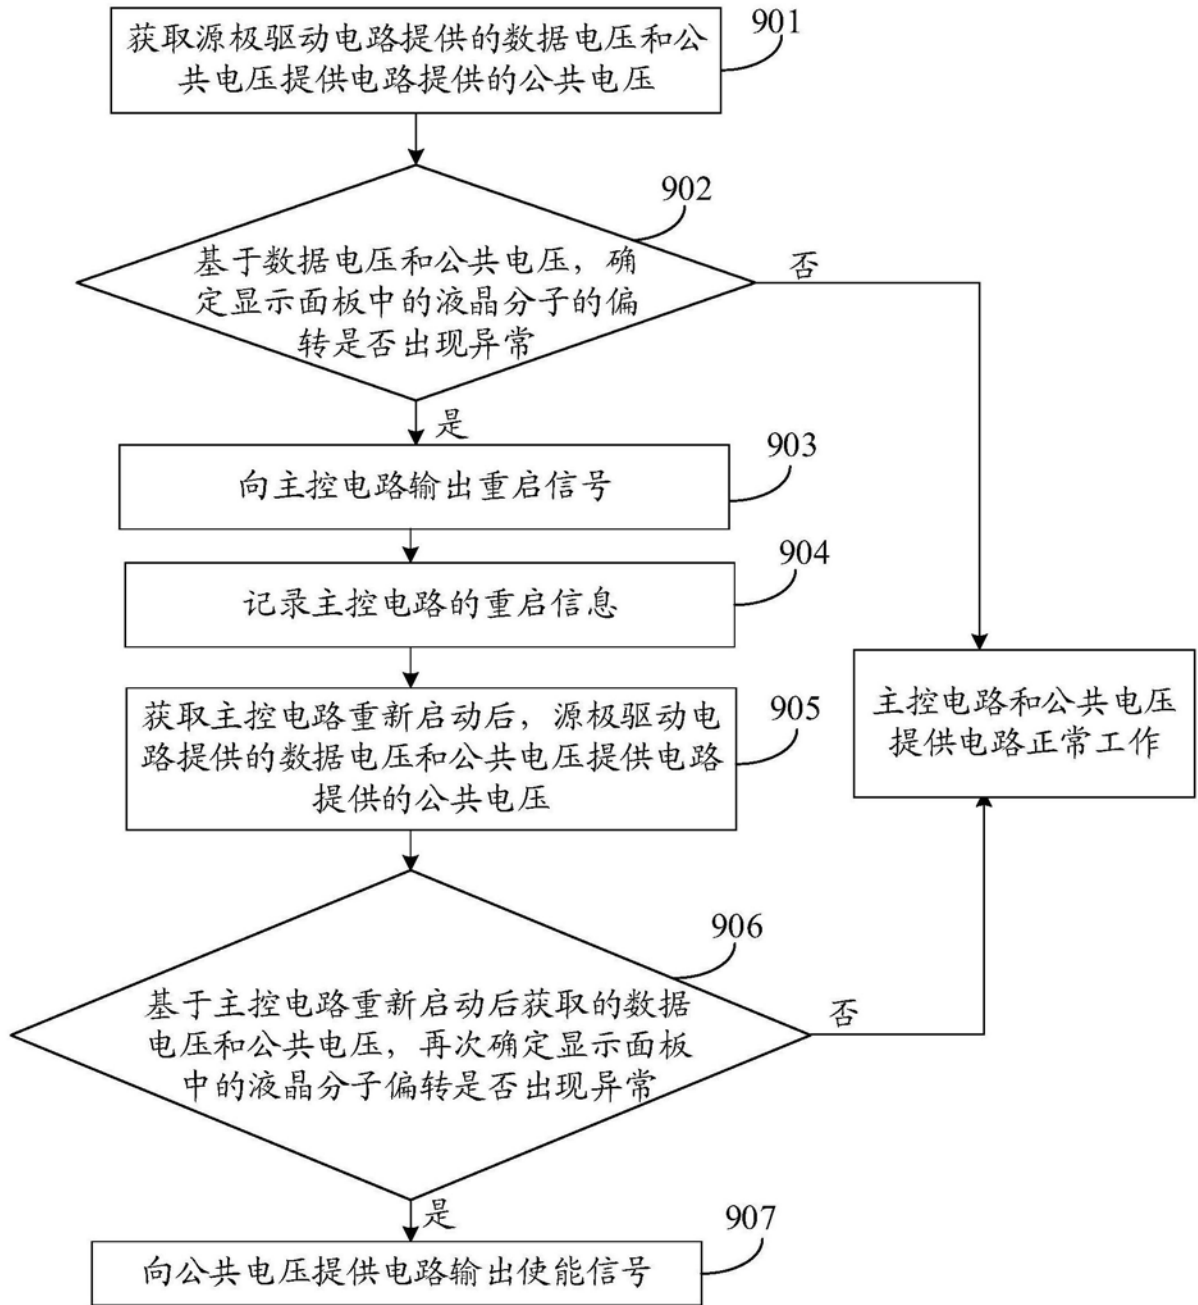 获取源极驱动电路提供的数据电压和公
共电压提供电路提供的公共电压
901
902
基于数据电压和公共电压，确
定显示面板中的液晶分子的偏
转是否出现异常
否
是
903
向主控电路输出重启信号
904
记录主控电路的重启信息
获取主控电路重新启动后，源极驱动电
路提供的数据电压和公共电压提供电路
提供的公共电压
905
主控电路和公共电压
提供电路正常工作
906
基于主控电路重新启动后获取的数据
电压和公共电压，再次确定显示面板
中的液晶分子偏转是否出现异常
否
是
907
向公共电压提供电路输出使能信号